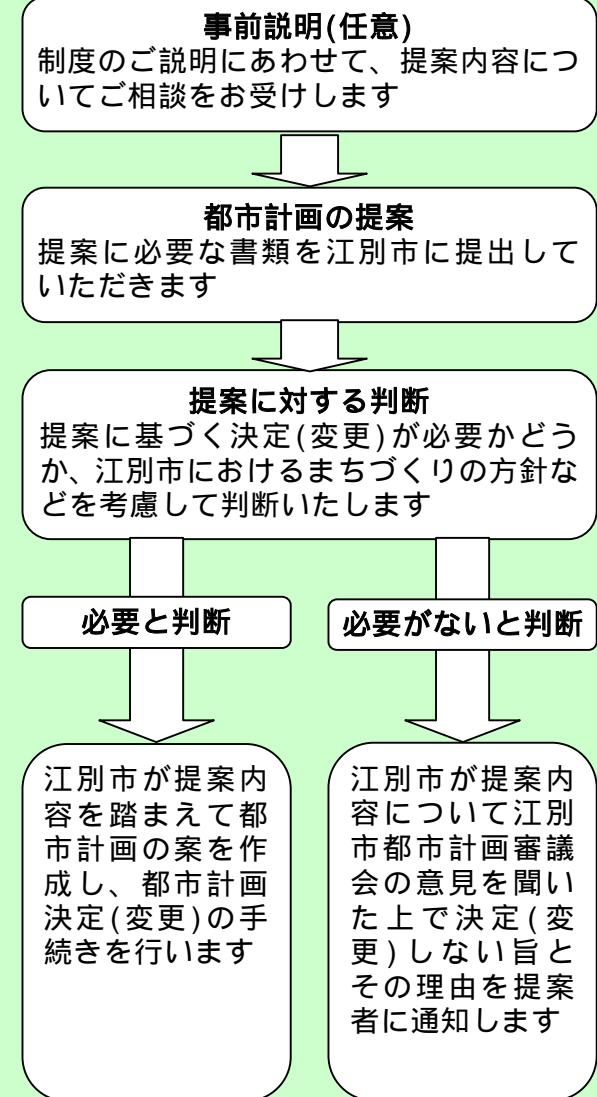 事前説明(任意)
制度のご説明にあわせて、提案内容につ
いてご相談をお受けします
都市計画の提案
提案に必要な書類を江別市に提出して
いただきます
提案に対する判断
提案に基づく決定(変更)が必要かどう
か、江別市におけるまちづくりの方針な
どを考慮して判断いたします
必要と判断
必要がないと判断
江別市が提案内
容を踏まえて都
市計画の案を作
成し、都市計画
決定(変更)の手
続きを行います
江別市が提案内
容について江別
市都市計画審議
会の意見を聞い
た上で決定(変
更)しない旨と
その理由を提案
者に通知します